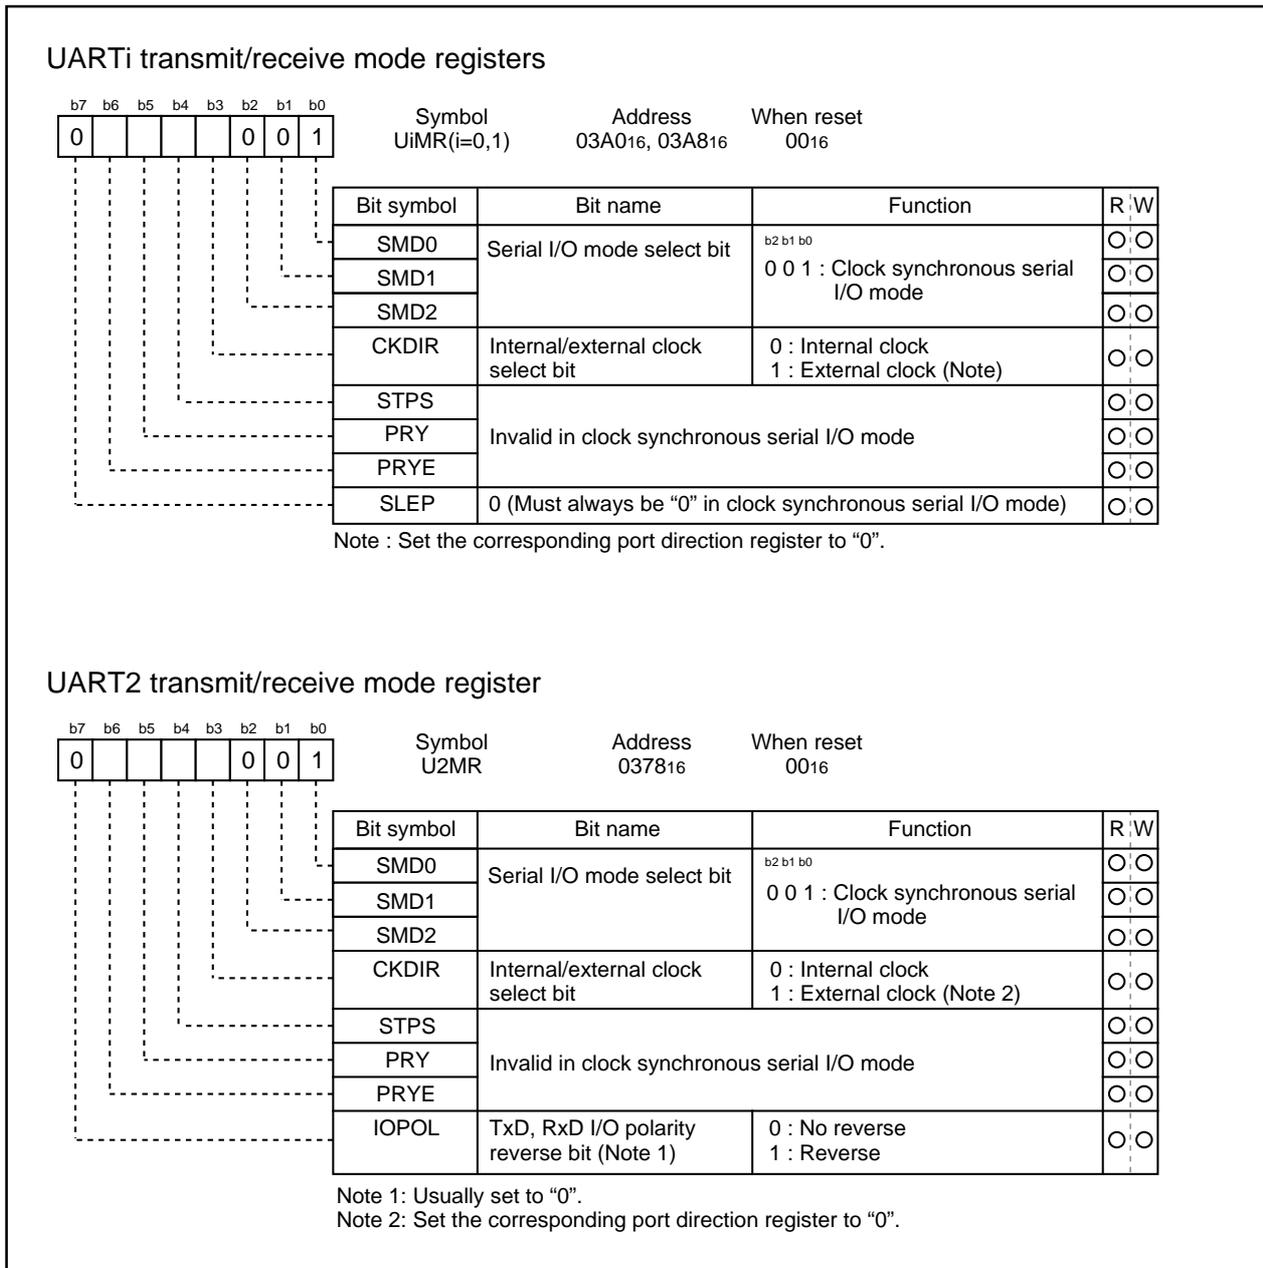 UARTi transmit/receive mode registers
b7 b6 b5 b4 b3 b2 b1 b0
0 0 0 1
Symbol Address When reset
UiMR(i=0,1) 03A016, 03A816 0016
Bit symbol Bit name Function R W
SMD0 Serial I/O mode select bit b2 b1 b0
SMD1 0 0 1 : Clock synchronous serial
I/O mode
SMD2
CKDIR Internal/external clock 0 : Internal clock
select bit 1 : External clock (Note)
STPS
PRY Invalid in clock synchronous serial I/O mode
PRYE
SLEP 0 (Must always be “0” in clock synchronous serial I/O mode)
Note : Set the corresponding port direction register to “0”.
UART2 transmit/receive mode register
b7 b6 b5 b4 b3 b2 b1 b0
0 0 0 1
Symbol Address When reset
U2MR 037816 0016
Bit symbol Bit name Function R W
SMD0 Serial I/O mode select bit b2 b1 b0
SMD1 0 0 1 : Clock synchronous serial
I/O mode
SMD2
CKDIR Internal/external clock 0 : Internal clock
select bit 1 : External clock (Note 2)
STPS
PRY Invalid in clock synchronous serial I/O mode
PRYE
IOPOL TxD, RxD I/O polarity 0 : No reverse
reverse bit (Note 1) 1 : Reverse
Note 1: Usually set to “0”.
Note 2: Set the corresponding port direction register to “0”.